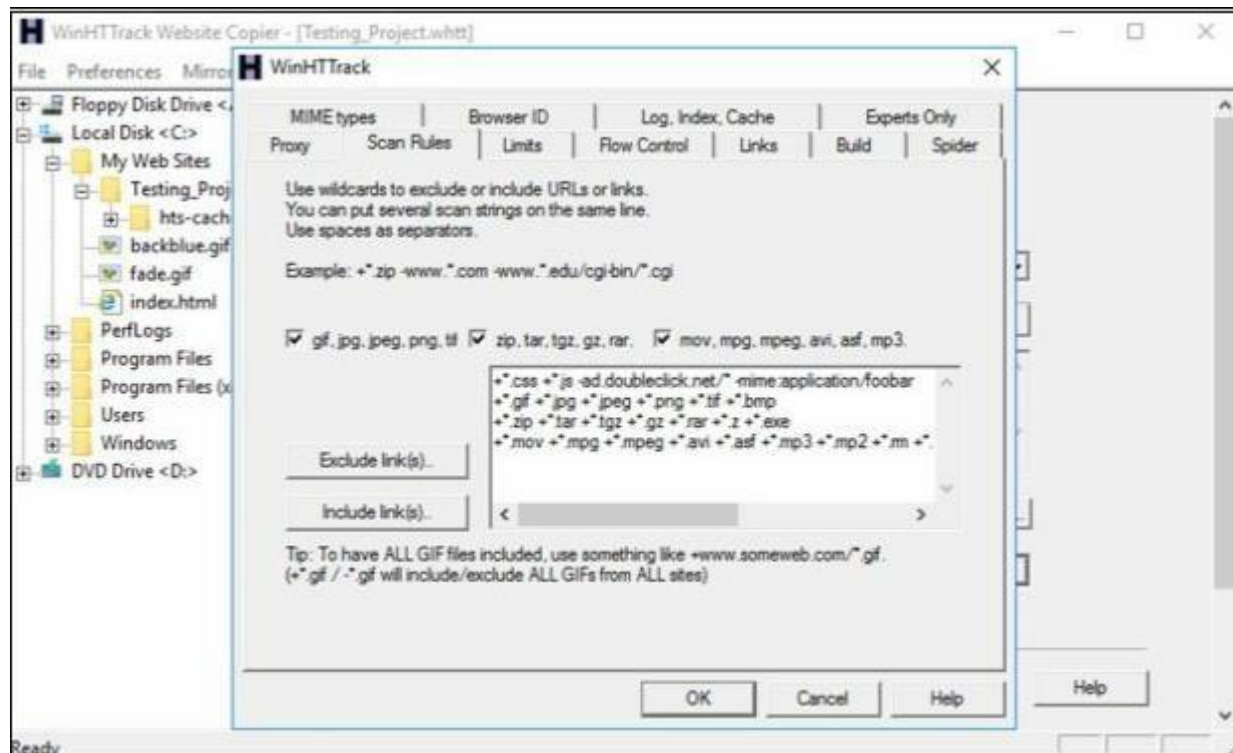 WinHTTrack Website Copier - [Testing_Project.whtt]
File Preferences Mirror
Floppy Disk Drive <
Local Disk <C:>
My Web Sites
Testing_Proj
hts-cach
backblue.gif
fade.gif
index.html
PerfLogs
Program Files
Program Files (x
Users
Windows
DVD Drive <D:>
WinHTTrack
MIME types Browser ID Log, Index, Cache Experts Only
Proxy Scan Rules Limits Flow Control Links Build Spider
Use wildcards to exclude or include URLs or links.
You can put several scan strings on the same line.
Use spaces as separators.
Example: +*.zip -www.*.com -www.*.edu/cgi-bin/*.cgi
gif, jpg, jpeg, png, tif zip, tar, tgz, gz, rar. mov, mpg, mpeg, avi, asf, mp3.
+*.css +*.js -ad.doubleclick.net/* -mime:application/foobar
+*.gif +*.jpg +*.jpeg +*.png +*.tif +*.bmp
+*.zip +*.tar +*.tgz +*.gz +*.rar +*.z +*.exe
+*.mov +*.mpg +*.mpeg +*.avi +*.asf +*.mp3 +*.mp2 +*.rm +*.
Exclude link(s)..
Include link(s)..
Tip: To have ALL GIF files included, use something like +www.someweb.com/*.gif.
(+*.gif / -*.gif will include/exclude ALL GIFs from ALL sites)
OK Cancel Help
Help
Ready